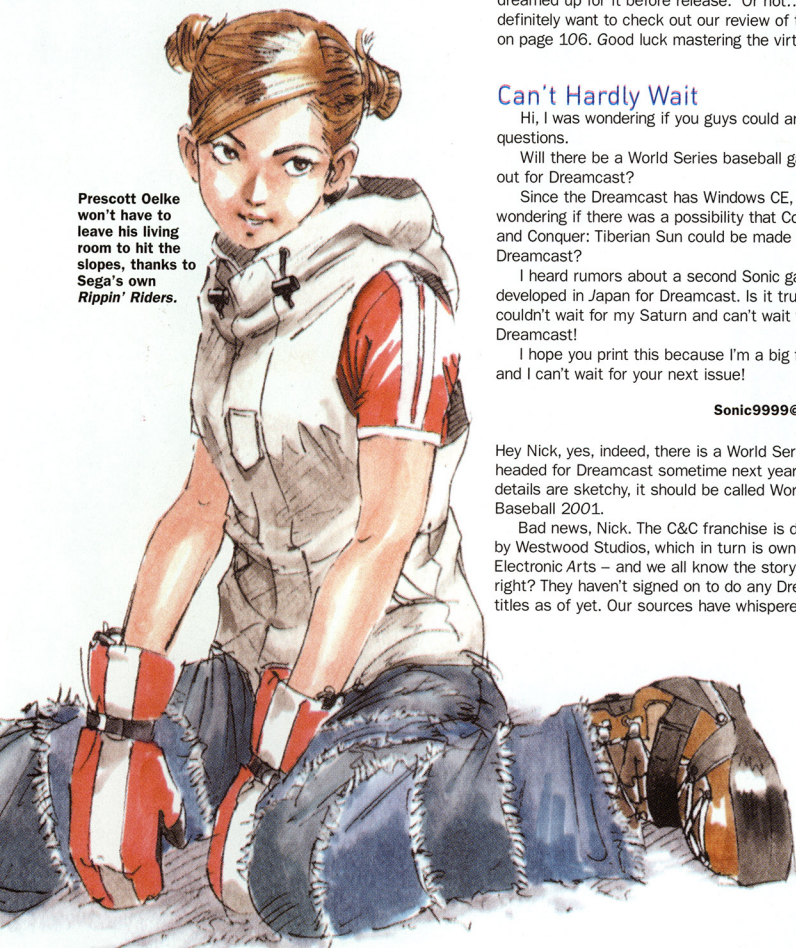 Prescott Oelke
won't have to
leave his living
room to hit the
slopes, thanks to
Sega's own
Rippin' Riders.
dreamed up for it before release. Or not...
definitely want to check out our review of
on page 106. Good luck mastering the
Can't Hardly Wait
Hi, I was wondering if you guys could
questions.
Will there be a World Series baseball
out for Dreamcast?
Since the Dreamcast has Windows CE,
wondering if there was a possibility that
and Conquer: Tiberian Sun could be made
Dreamcast?
I heard rumors about a second Sonic
developed in Japan for Dreamcast. Is it
couldn't wait for my Saturn and can't wait
Dreamcast!
I hope you print this because I'm a big
and I can't wait for your next issue!
Sonic9999@
Hey Nick, yes, indeed, there is a World
headed for Dreamcast sometime next year
details are sketchy, it should be called
Baseball 2001.
Bad news, Nick. The C&C franchise is
by Westwood Studios, which in turn is
Electronic Arts – and we all know the story
right? They haven't signed on to do any
titles as of yet. Our sources have